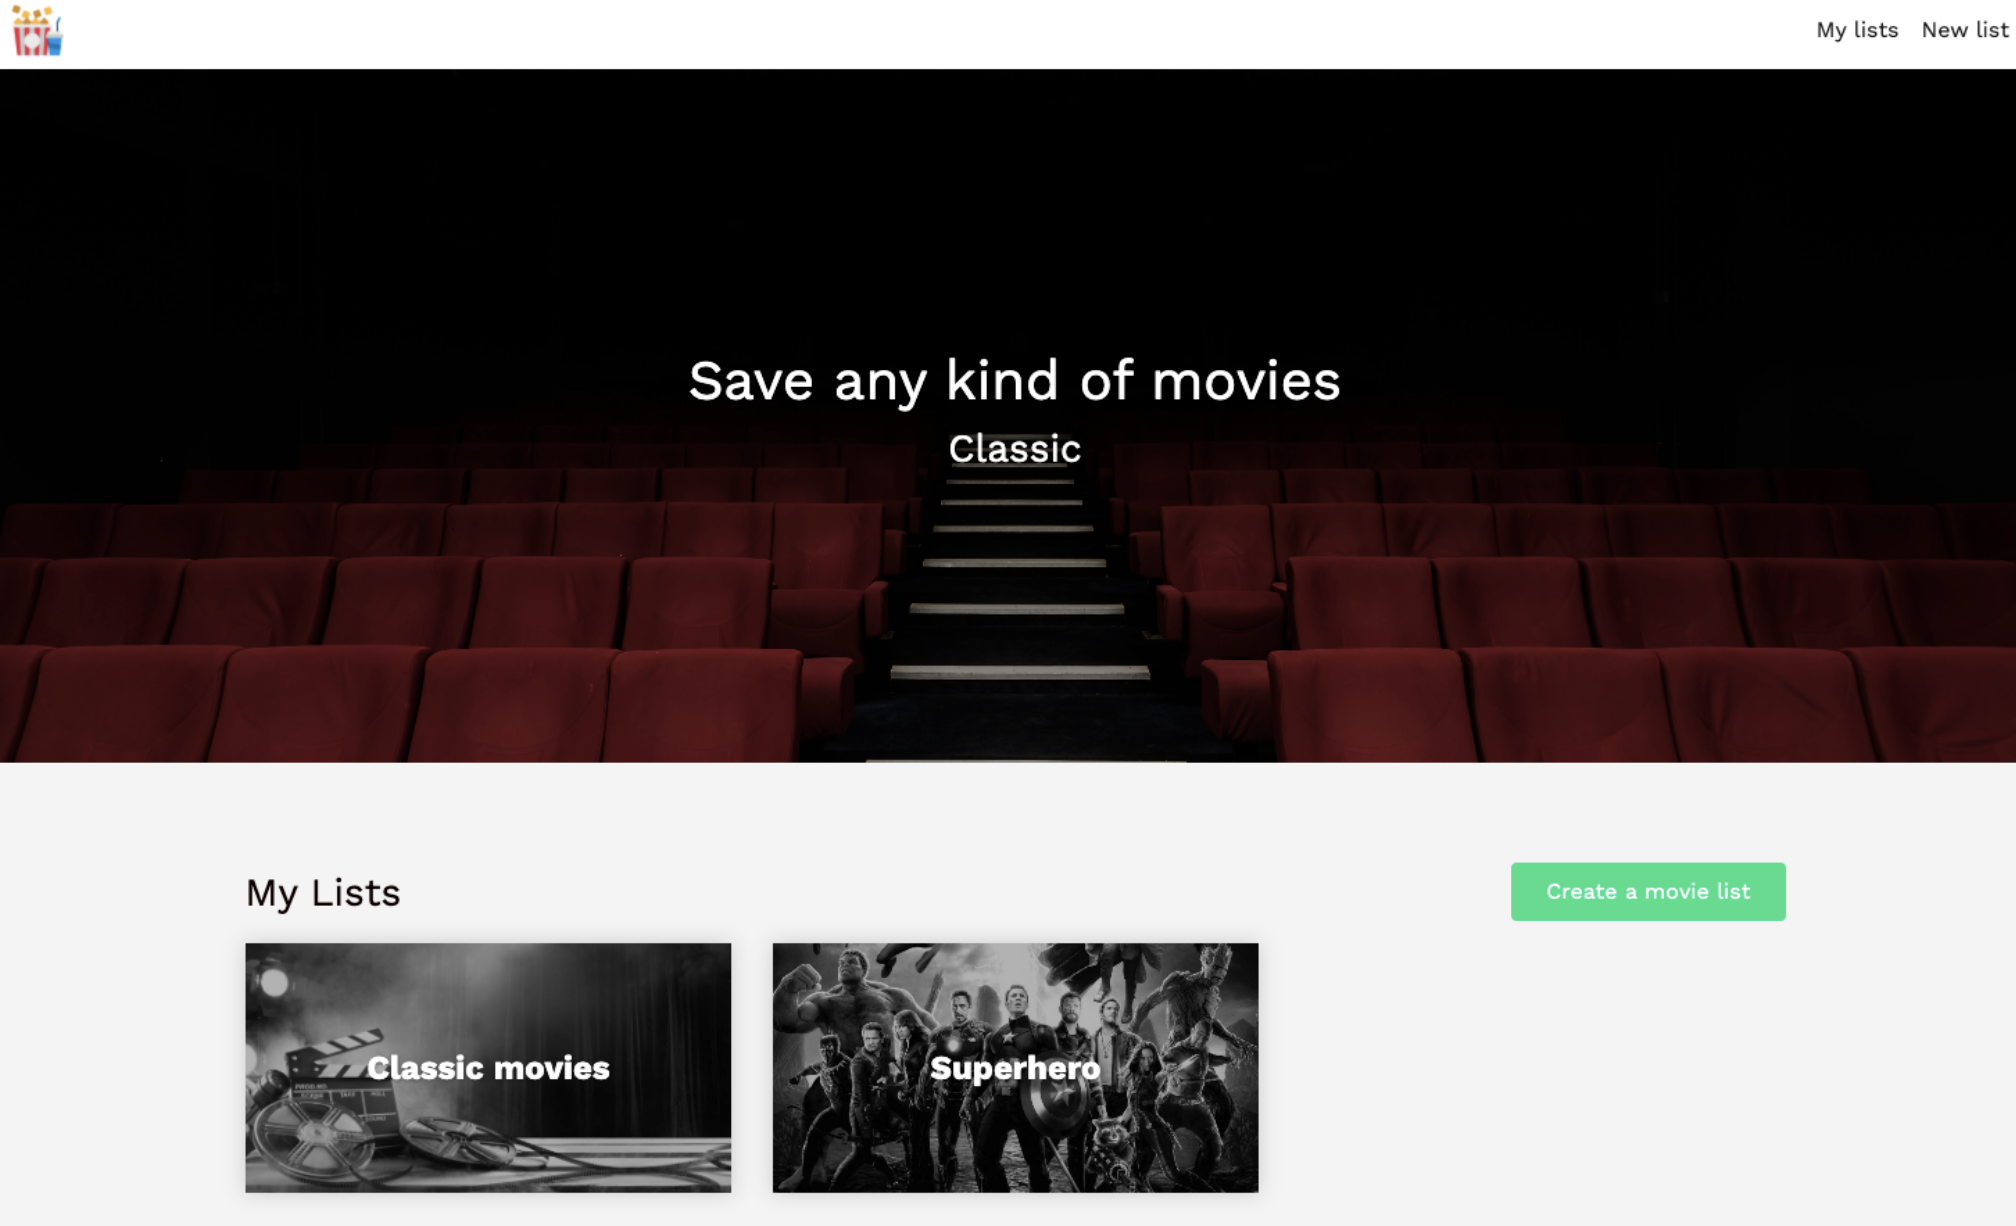 My lists New list
Save any kind of movies
Classic
My Lists
Create a movie list
Classic movies
Superhero